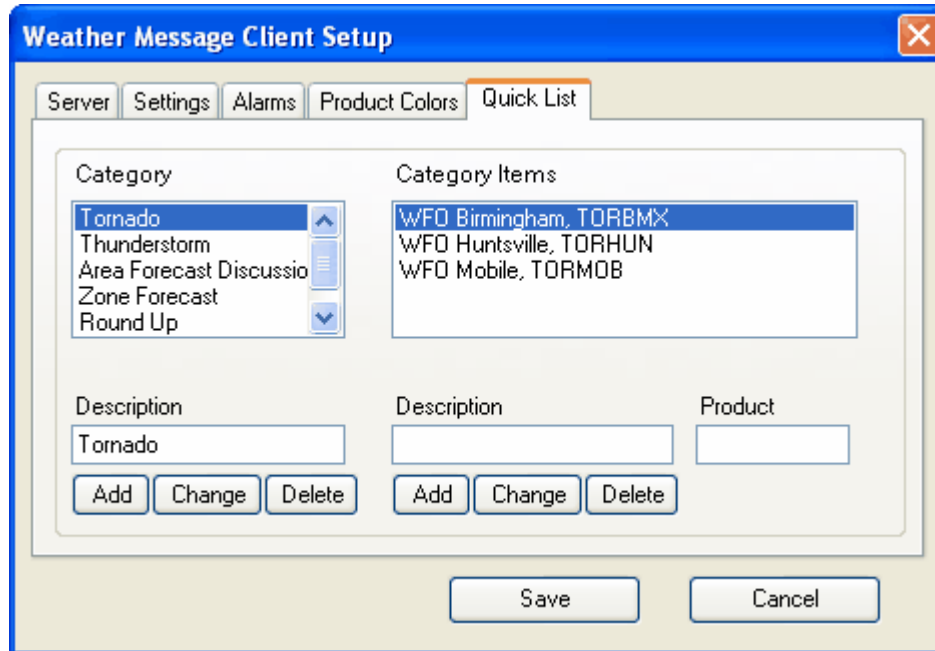 Weather Message Client Setup
Server Settings Alarms Product Colors Quick List
Category
Tornado
Thunderstorm
Area Forecast Discussio
Zone Forecast
Round Up
Category Items
WFO Birmingham, TORBMX
WFO Huntsville, TORHUN
WFO Mobile, TORMOB
Description
Tornado
Add Change Delete
Description Product
Add Change Delete
Save Cancel